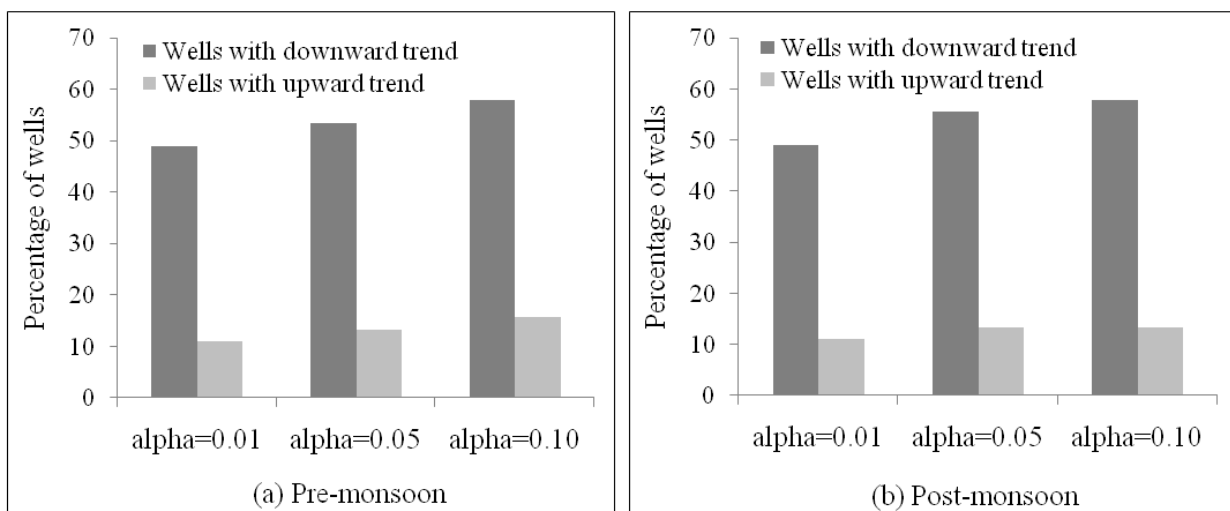 70
60
50
40
30
20
10
0
Percentage of wells
Wells with downward trend
Wells with upward trend
alpha=0.01 alpha=0.05 alpha=0.10
(a) Pre-monsoon
70
60
50
40
30
20
10
0
Percentage of wells
Wells with downward trend
Wells with upward trend
alpha=0.01 alpha=0.05 alpha=0.10
(b) Post-monsoon